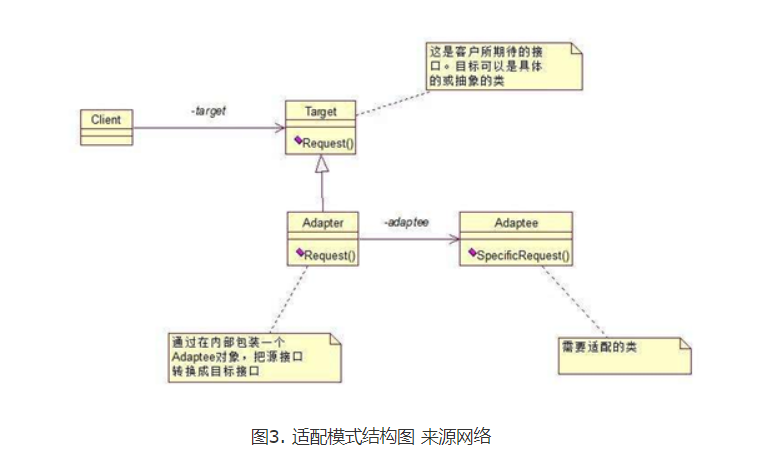 这是客户所期待的接
口。目标可以是具体
的或抽象的类
Client
-target
Target
Request()
Adapter
Request()
-adaptee
Adaptee
SpecificRequest()
通过在内部包装一个
Adaptee对象，把源接口
转换成目标接口
需要适配的类
图3. 适配模式结构图 来源网络